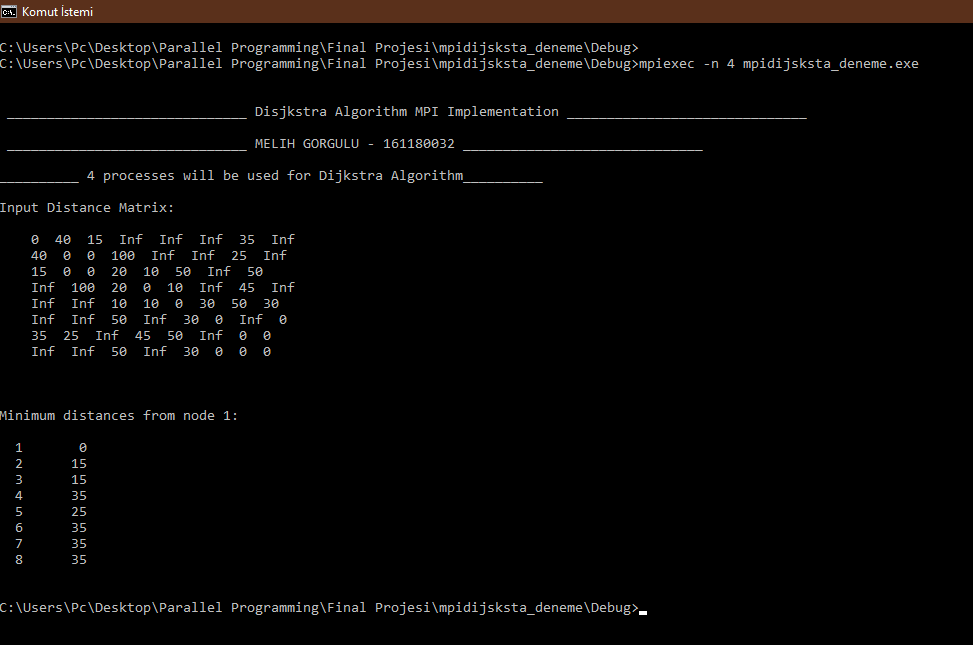 Komut İstemi
C:\Users\Pc\Desktop\Parallel Programming\Final Projesi\mpidijsksta_deneme\Debug>
C:\Users\Pc\Desktop\Parallel Programming\Final Projesi\mpidijsksta_deneme\Debug>mpiexec -n 4 mpidijsksta_deneme.exe
______________________________ Disjkstra Algorithm MPI Implementation ______________________________
______________________________ MELIH GORGULU - 161180032 ______________________________
__________ 4 processes will be used for Dijkstra Algorithm__________
Input Distance Matrix:
0 40 15 Inf Inf Inf 35 Inf
40 0 0 100 Inf Inf 25 Inf
15 0 0 20 10 50 Inf 50
Inf 100 20 0 10 Inf 45 Inf
Inf Inf 10 10 0 30 50 30
Inf Inf 50 Inf 30 0 Inf 0
35 25 Inf 45 50 Inf 0 0
Inf Inf 50 Inf 30 0 0 0
Minimum distances from node 1:
1 0
2 15
3 15
4 35
5 25
6 35
7 35
8 35
C:\Users\Pc\Desktop\Parallel Programming\Final Projesi\mpidijsksta_deneme\Debug>